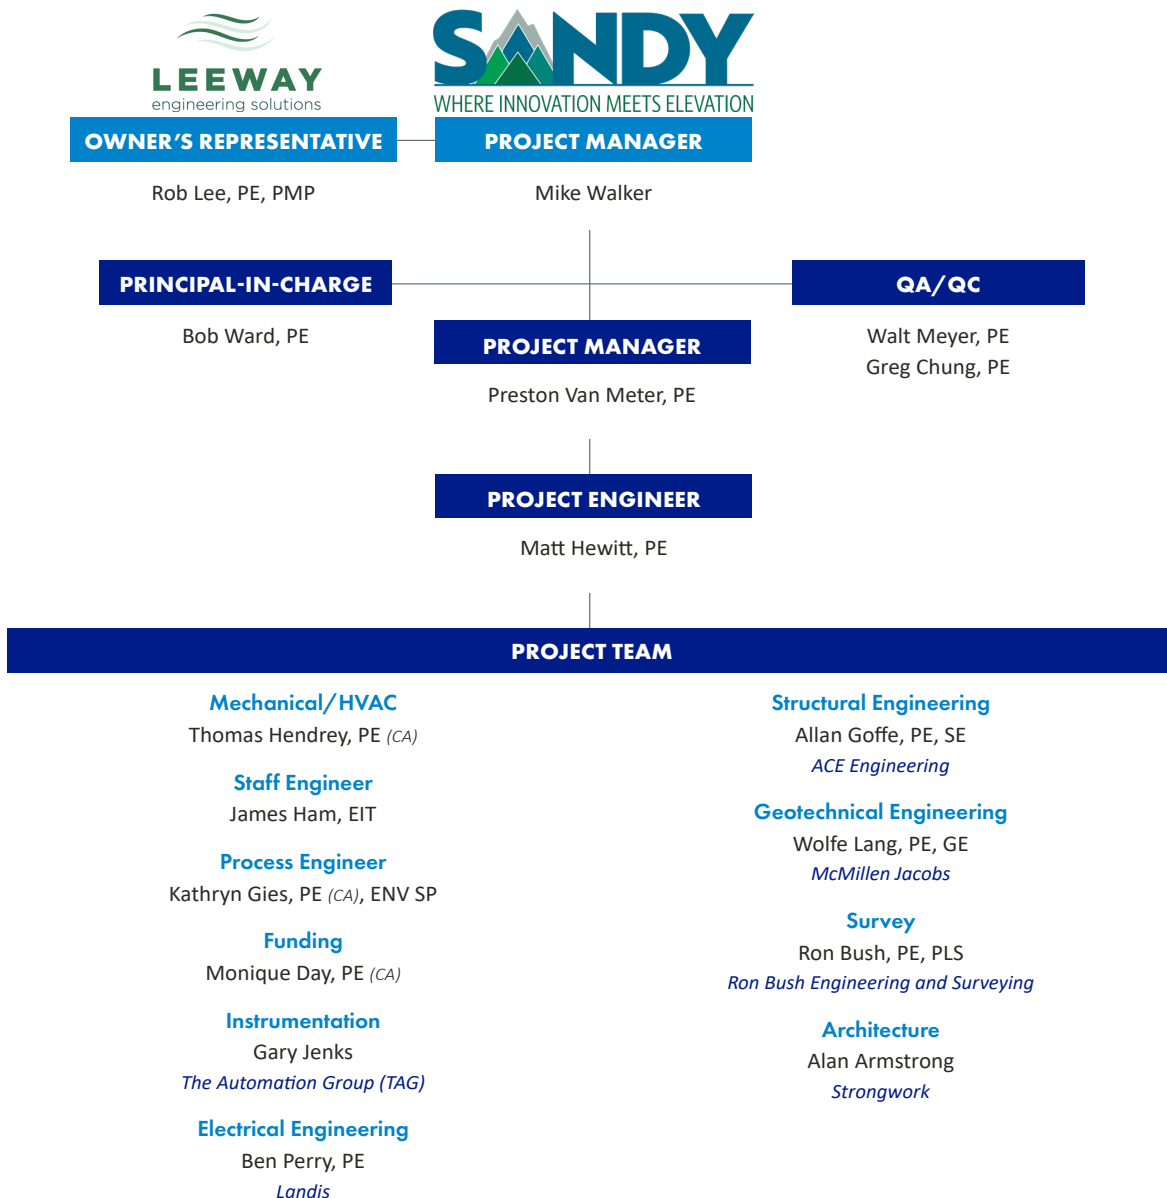 LEEWAY
engineering solutions
SANDY
WHERE INNOVATION MEETS ELEVATION
OWNER'S REPRESENTATIVE
Rob Lee, PE, PMP
PROJECT MANAGER
Mike Walker
PRINCIPAL-IN-CHARGE
Bob Ward, PE
QA/QC
Walt Meyer, PE
Greg Chung, PE
PROJECT MANAGER
Preston Van Meter, PE
PROJECT ENGINEER
Matt Hewitt, PE
PROJECT TEAM
Mechanical/HVAC
Thomas Hendrey, PE (CA)
Staff Engineer
James Ham, EIT
Process Engineer
Kathryn Gies, PE (CA), ENV SP
Funding
Monique Day, PE (CA)
Instrumentation
Gary Jenks
The Automation Group (TAG)
Electrical Engineering
Ben Perry, PE
Landis
Structural Engineering
Allan Goffe, PE, SE
ACE Engineering
Geotechnical Engineering
Wolfe Lang, PE, GE
McMillen Jacobs
Survey
Ron Bush, PE, PLS
Ron Bush Engineering and Surveying
Architecture
Alan Armstrong
Strongwork